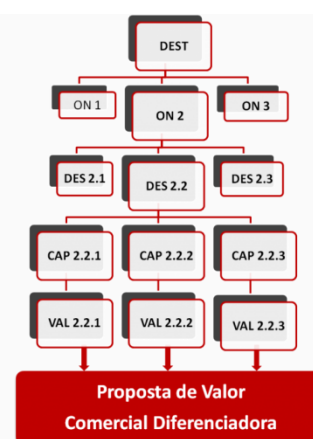 DEST
ON 1
ON 2
ON 3
DES 2.1
DES 2.2
DES 2.3
CAP 2.2.1
CAP 2.2.2
CAP 2.2.3
VAL 2.2.1
VAL 2.2.2
VAL 2.2.3
Proposta de Valor
Comercial Diferenciadora